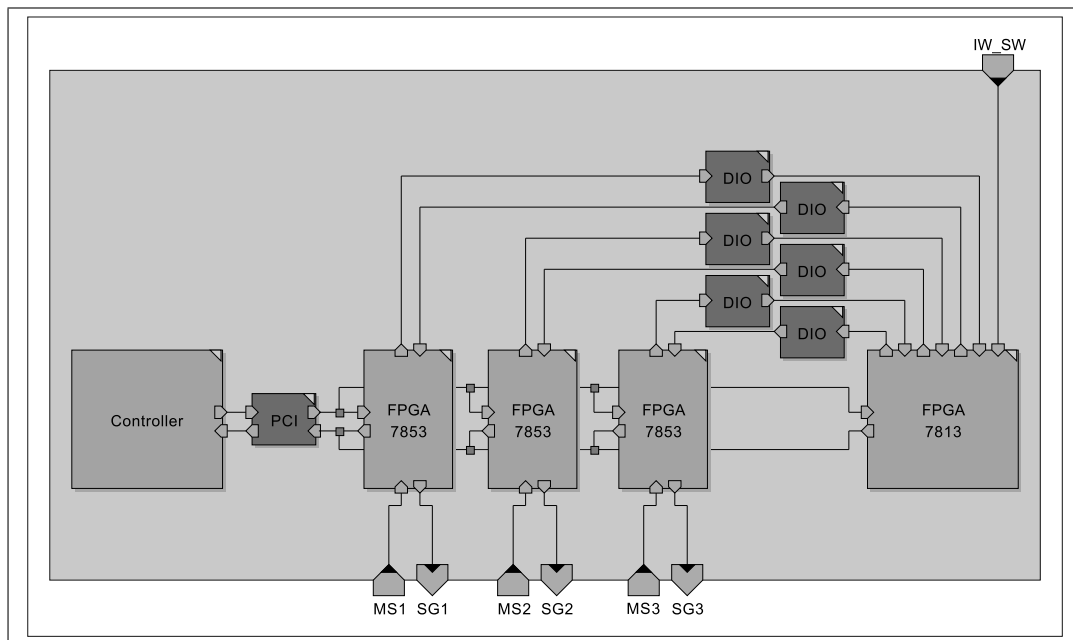 IW_SW
DIO
DIO
DIO
DIO
DIO
DIO
Controller
PCI
FPGA
7853
FPGA
7853
FPGA
7853
FPGA
7813
MS1
SG1
MS2
SG2
MS3
SG3